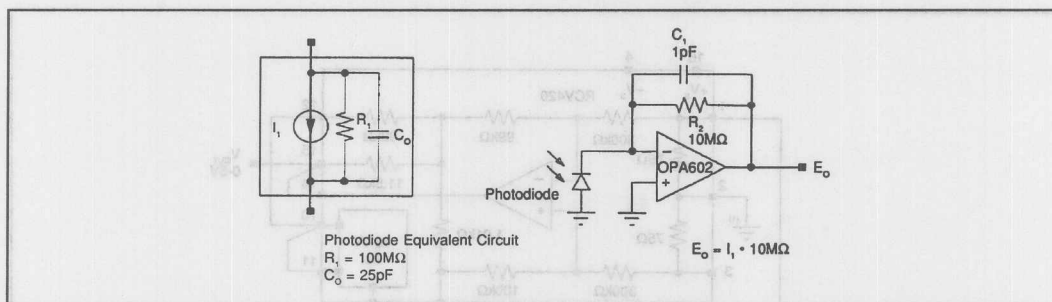 I₁
R₁
C₀
Photodiode Equivalent Circuit
R₁ = 100MΩ
C₀ = 25pF
C₁
1pF
R₂
10MΩ
OPA602
−
+
Photodiode
E₀
E₀ = I₁ • 10MΩ
RCV420